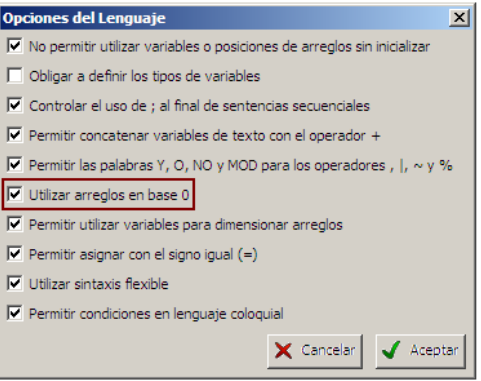 Opciones del Lenguaje
No permitir utilizar variables o posiciones de arreglos sin inicializar
Obligar a definir los tipos de variables
Controlar el uso de ; al final de sentencias secuenciales
Permitir concatenar variables de texto con el operador +
Permitir las palabras Y, O, NO y MOD para los operadores , |, ~ y %
Utilizar arreglos en base 0
Permitir utilizar variables para dimensionar arreglos
Permitir asignar con el signo igual (=)
Utilizar sintaxis flexible
Permitir condiciones en lenguaje coloquial
Cancelar Aceptar